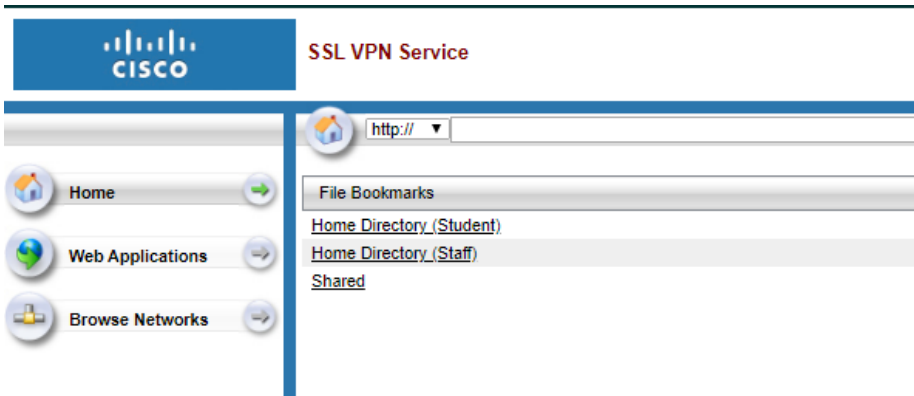 CISCO
SSL VPN Service
http://
Home
Web Applications
Browse Networks
File Bookmarks
Home Directory (Student)
Home Directory (Staff)
Shared